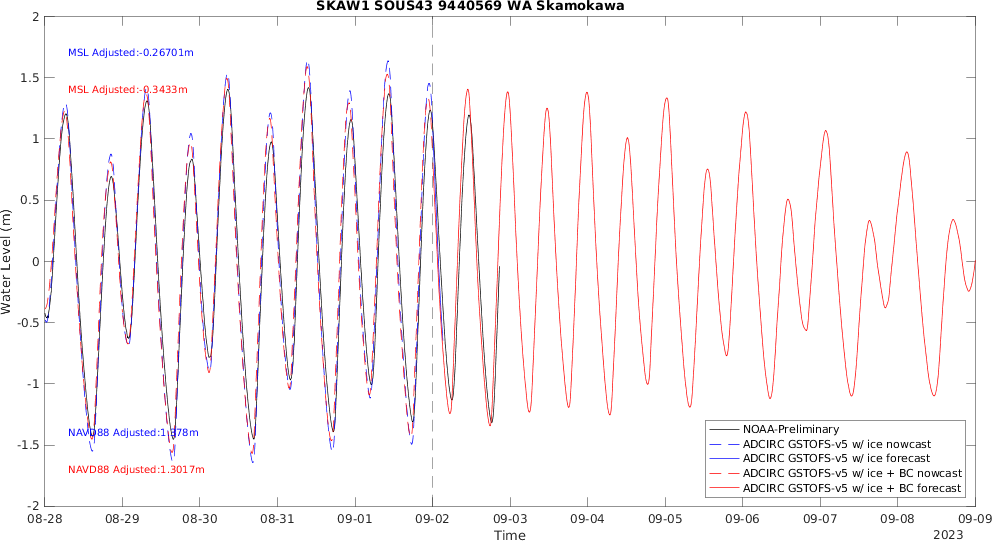 SKAW1 SOUS43 9440569 WA Skamokawa
2
1.5
1
0.5
0
-0.5
-1
-1.5
-2
Water Level (m)
MSL Adjusted:-0.26701m
MSL Adjusted:-0.3433m
NAVD88 Adjusted:1.378m
NAVD88 Adjusted:1.3017m
NOAA-Preliminary
ADCIRC GSTOFS-v5 w/ ice nowcast
ADCIRC GSTOFS-v5 w/ ice forecast
ADCIRC GSTOFS-v5 w/ ice + BC nowcast
ADCIRC GSTOFS-v5 w/ ice + BC forecast
08-28 08-29 08-30 08-31 09-01 09-02 09-03 09-04 09-05 09-06 09-07 09-08 09-09
Time
2023